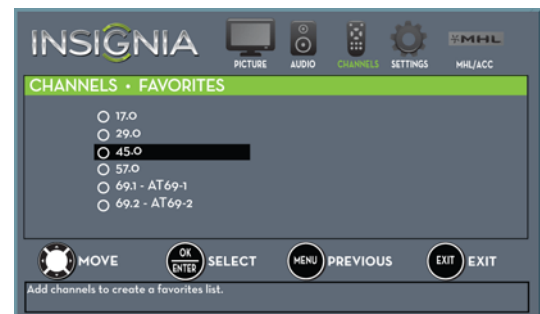 INSIGNIA
PICTURE AUDIO CHANNELS SETTINGS MHL MHL/ACC
CHANNELS • FAVORITES
17.0
29.0
45.0
57.0
69.1 - AT69-1
69.2 - AT69-2
MOVE OK ENTER SELECT MENU PREVIOUS EXIT EXIT
Add channels to create a favorites list.